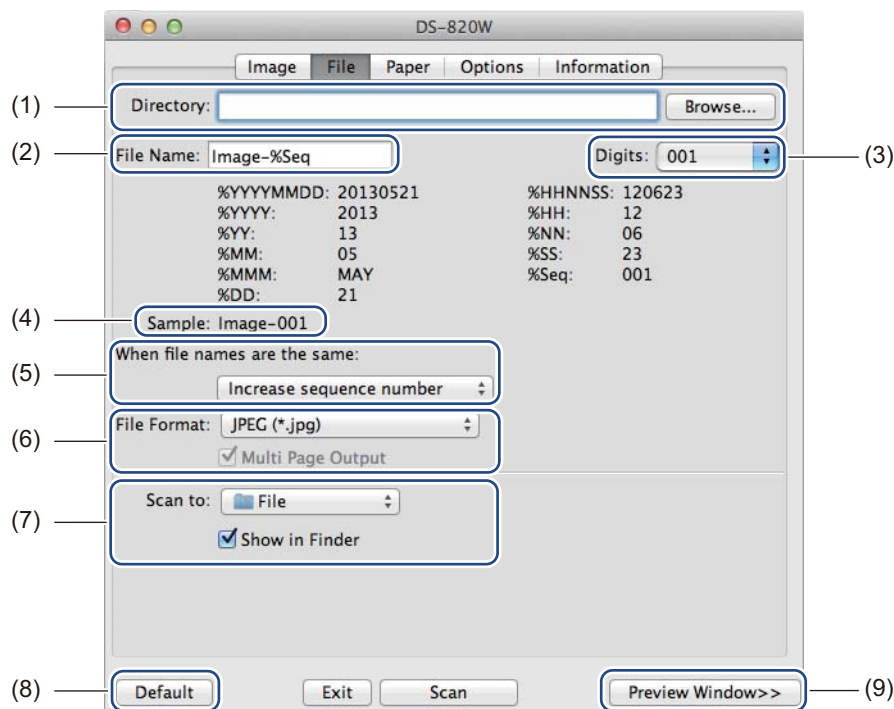 DS-820W
Image File Paper Options Information
(1) Directory: Browse...
(2) File Name: Image-%Seq Digits: 001 (3)
%YYYYMMDD: 20130521 %HHNNSS: 120623
%YYYY: 2013 %HH: 12
%YY: 13 %NN: 06
%MM: 05 %SS: 23
%MMM: MAY %Seq: 001
%DD: 21
(4) Sample: Image-001
When file names are the same:
(5) Increase sequence number
(6) File Format: JPEG (*.jpg)
Multi Page Output
Scan to: File
(7) Show in Finder
(8) Default Exit Scan Preview Window>> (9)